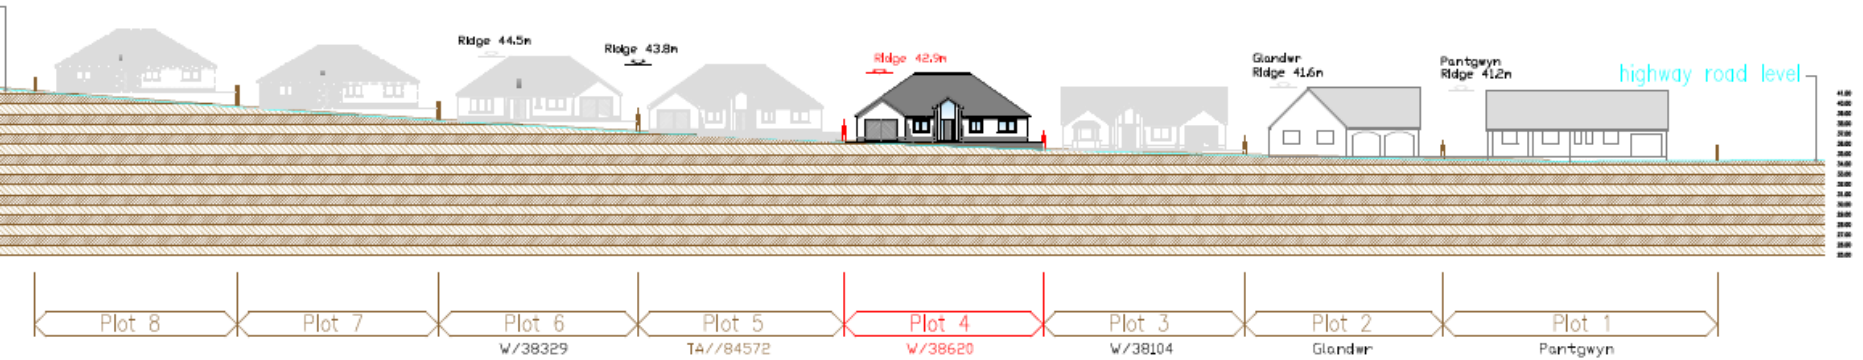 Ridge 44.5m
Ridge 43.8m
Ridge 42.9m
Glandwr
Ridge 41.6m
Pantgwyn
Ridge 41.2m
highway road level
Plot 8
Plot 7
Plot 6
Plot 5
Plot 4
Plot 3
Plot 2
Plot 1
W/38329
TA//84572
W/38620
W/38104
Glandwr
Pantgwyn